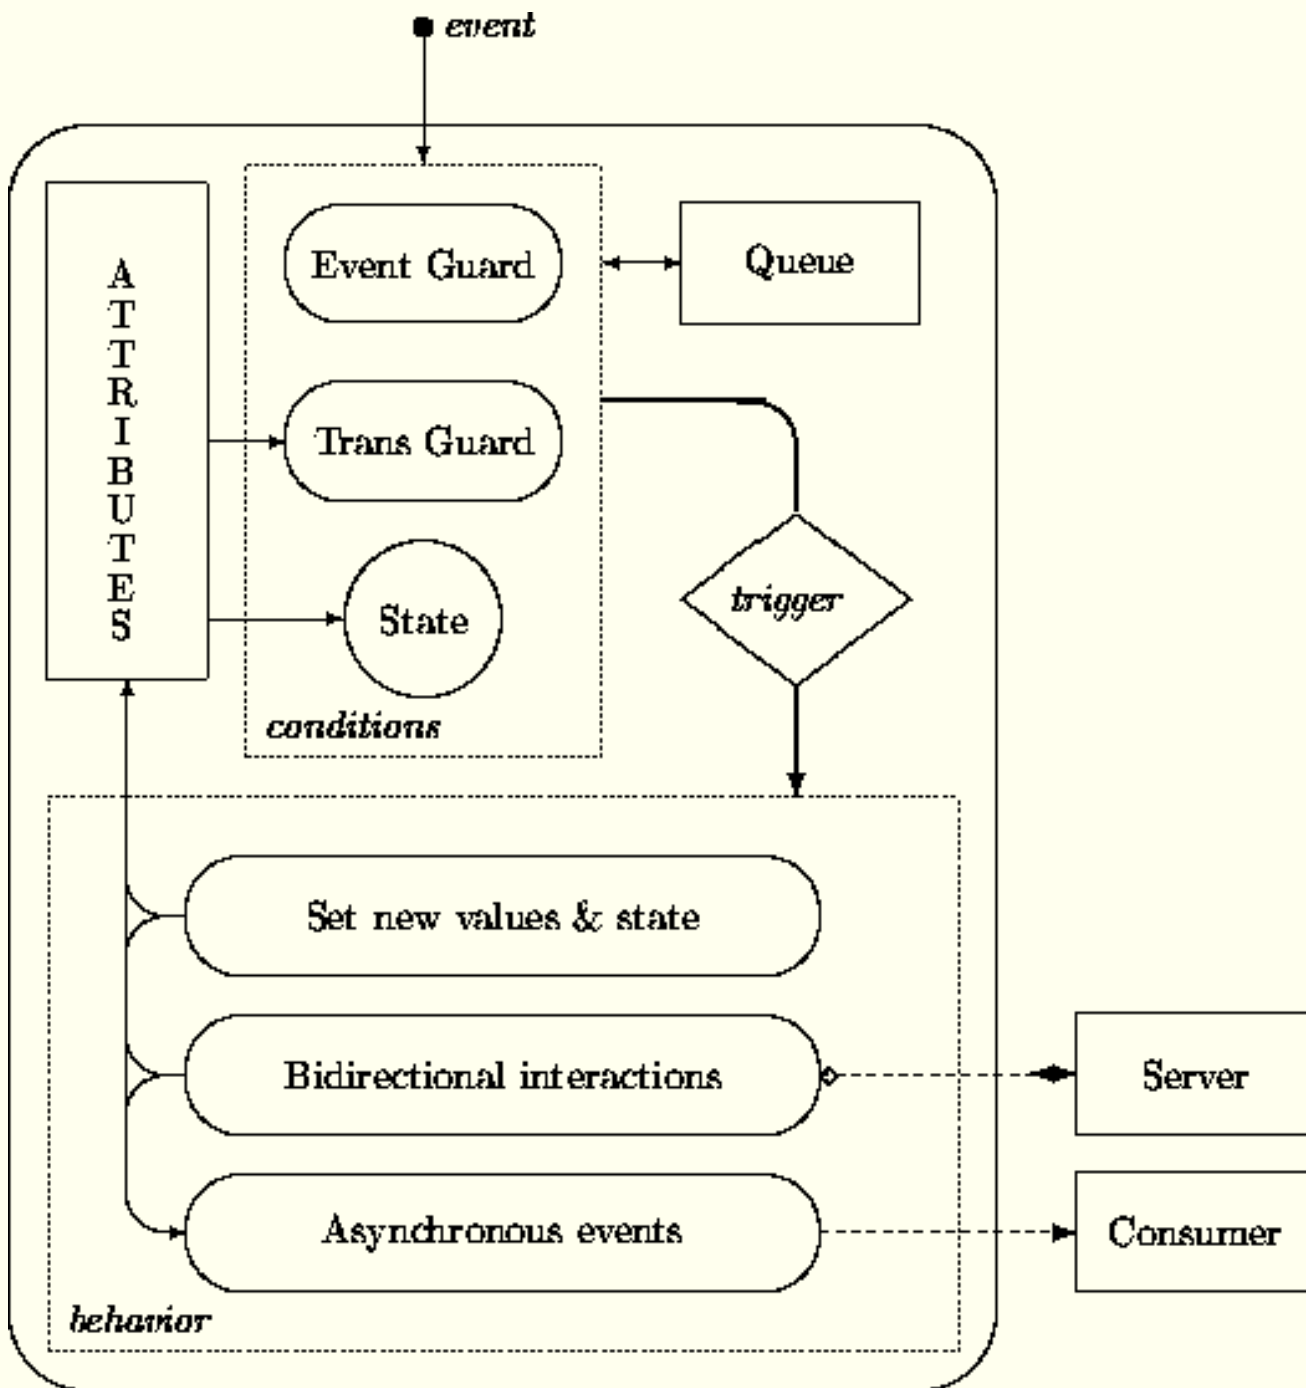 event
Event Guard
Queue
ATTRIBUTES
Trans Guard
trigger
State
conditions
Set new values & state
Bidirectional interactions
Server
Asynchronous events
Consumer
behavior